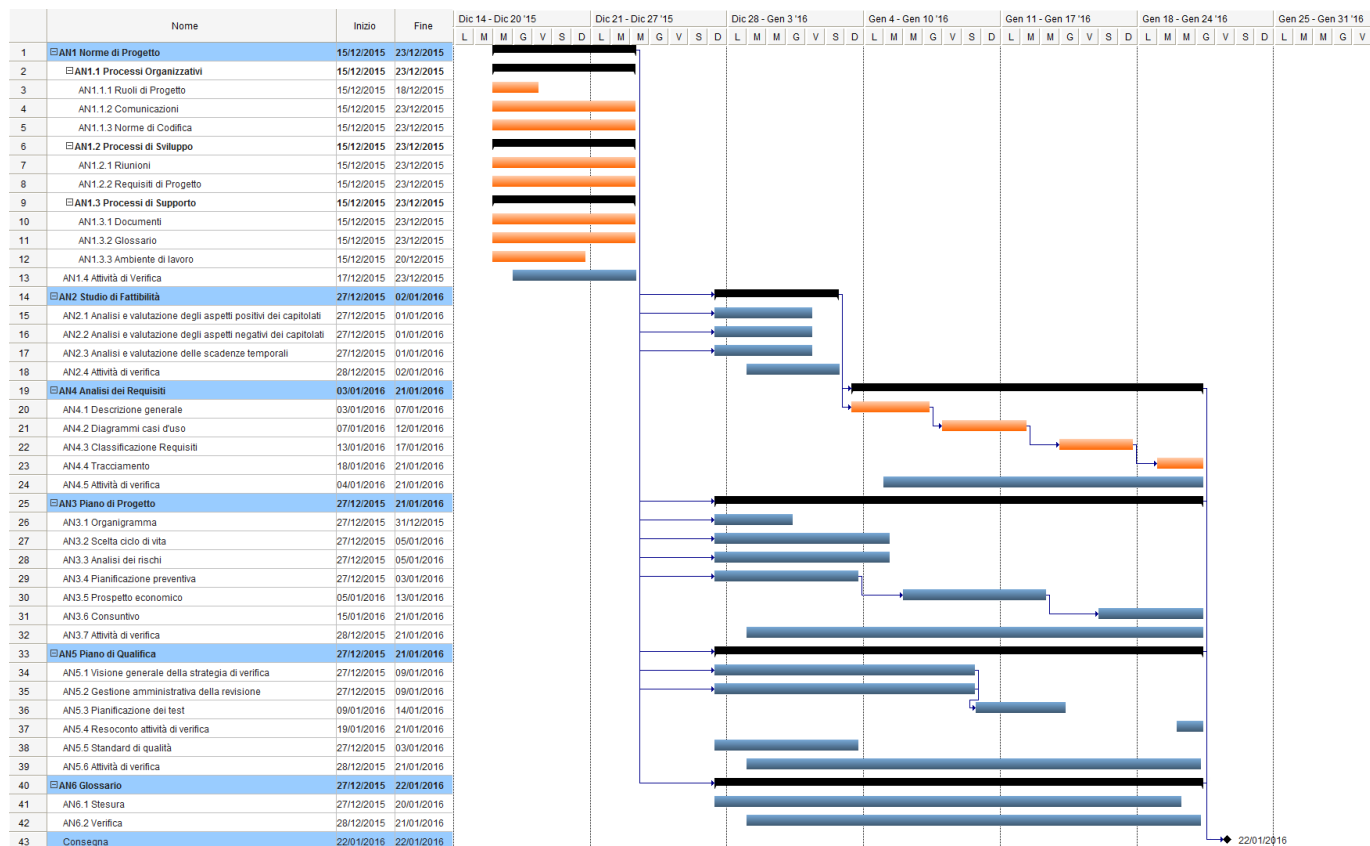 Nome Inizio Fine Dic 14 - Dic 20 '15 Dic 21 - Dic 27 '15 Dic 28 - Gen 3 '16 Gen 4 - Gen 10 '16 Gen 11 - Gen 17 '16 Gen 18 - Gen 24 '16 Gen 25 - Gen 31 '16
L M M G V S D L M M G V S D L M M G V S D L M M G V S D L M M G V S D L M M G V S D L M M G V
1 AN1 Norme di Progetto 15/12/2015 23/12/2015
2 AN1.1 Processi Organizzativi 15/12/2015 23/12/2015
3 AN1.1.1 Ruoli di Progetto 15/12/2015 18/12/2015
4 AN1.1.2 Comunicazioni 15/12/2015 23/12/2015
5 AN1.1.3 Norme di Codifica 15/12/2015 23/12/2015
6 AN1.2 Processi di Sviluppo 15/12/2015 23/12/2015
7 AN1.2.1 Riunioni 15/12/2015 23/12/2015
8 AN1.2.2 Requisiti di Progetto 15/12/2015 23/12/2015
9 AN1.3 Processi di Supporto 15/12/2015 23/12/2015
10 AN1.3.1 Documenti 15/12/2015 23/12/2015
11 AN1.3.2 Glossario 15/12/2015 23/12/2015
12 AN1.3.3 Ambiente di lavoro 15/12/2015 20/12/2015
13 AN1.4 Attività di Verifica 17/12/2015 23/12/2015
14 AN2 Studio di Fattibilità 27/12/2015 02/01/2016
15 AN2.1 Analisi e valutazione degli aspetti positivi dei capitolati 27/12/2015 01/01/2016
16 AN2.2 Analisi e valutazione degli aspetti negativi dei capitolati 27/12/2015 01/01/2016
17 AN2.3 Analisi e valutazione delle scadenze temporali 27/12/2015 01/01/2016
18 AN2.4 Attività di verifica 28/12/2015 02/01/2016
19 AN4 Analisi dei Requisiti 03/01/2016 21/01/2016
20 AN4.1 Descrizione generale 03/01/2016 07/01/2016
21 AN4.2 Diagrammi casi d'uso 07/01/2016 12/01/2016
22 AN4.3 Classificazione Requisiti 13/01/2016 17/01/2016
23 AN4.4 Tracciamento 18/01/2016 21/01/2016
24 AN4.5 Attività di verifica 04/01/2016 21/01/2016
25 AN3 Piano di Progetto 27/12/2015 21/01/2016
26 AN3.1 Organigramma 27/12/2015 31/12/2015
27 AN3.2 Scelta ciclo di vita 27/12/2015 05/01/2016
28 AN3.3 Analisi dei rischi 27/12/2015 05/01/2016
29 AN3.4 Pianificazione preventiva 27/12/2015 03/01/2016
30 AN3.5 Prospetto economico 05/01/2016 13/01/2016
31 AN3.6 Consuntivo 15/01/2016 21/01/2016
32 AN3.7 Attività di verifica 28/12/2015 21/01/2016
33 AN5 Piano di Qualifica 27/12/2015 21/01/2016
34 AN5.1 Visione generale della strategia di verifica 27/12/2015 09/01/2016
35 AN5.2 Gestione amministrativa della revisione 27/12/2015 09/01/2016
36 AN5.3 Pianificazione dei test 09/01/2016 14/01/2016
37 AN5.4 Resoconto attività di verifica 19/01/2016 21/01/2016
38 AN5.5 Standard di qualità 27/12/2015 03/01/2016
39 AN5.6 Attività di verifica 28/12/2015 21/01/2016
40 AN6 Glossario 27/12/2015 22/01/2016
41 AN6.1 Stesura 27/12/2015 20/01/2016
42 AN6.2 Verifica 28/12/2015 21/01/2016
43 Consegna 22/01/2016 22/01/2016 22/01/2016